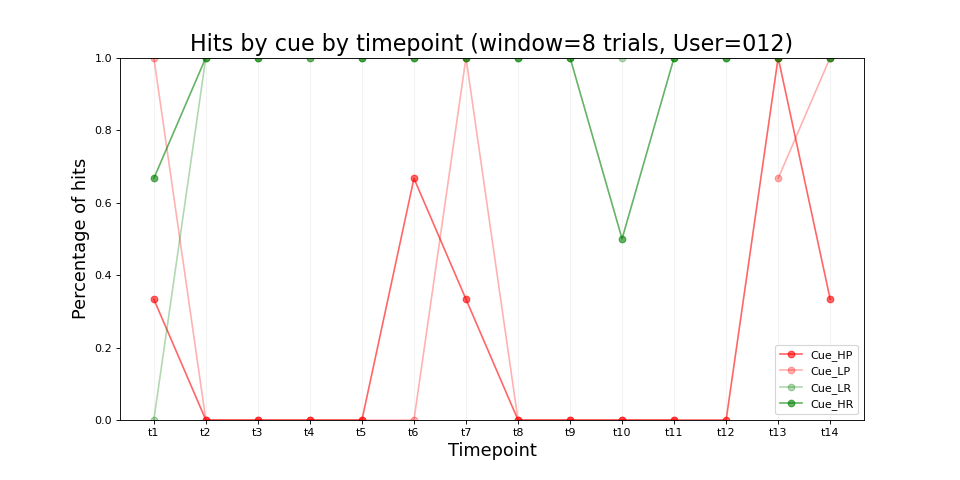 Hits by cue by timepoint (window=8 trials, User=012)
1.0
0.8
0.6
0.4
0.2
0.0
Percentage of hits
Cue_HP
Cue_LP
Cue_LR
Cue_HR
t1 t2 t3 t4 t5 t6 t7 t8 t9 t10 t11 t12 t13 t14
Timepoint